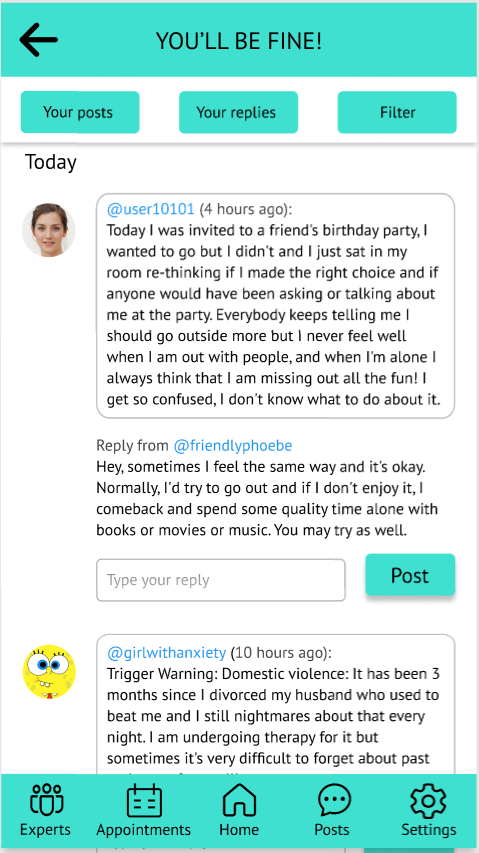 YOU'LL BE FINE!
Your posts
Your replies
Filter
Today
@user10101 (4 hours ago):
Today I was invited to a friend's birthday party, I
wanted to go but I didn't and I just sat in my
room re-thinking if I made the right choice and if
anyone would have been asking or talking about
me at the party. Everybody keeps telling me I
should go outside more but I never feel well
when I am out with people, and when I'm alone I
always think that I am missing out all the fun! I
get so confused, I don't know what to do about it.
Reply from @friendlyphoebe
Hey, sometimes I feel the same way and it's okay.
Normally, I'd try to go out and if I don't enjoy it, I
comeback and spend some quality time alone with
books or movies or music. You may try as well.
Type your reply
Post
@girlwithanxiety (10 hours ago):
Trigger Warning: Domestic violence: It has been 3
months since I divorced my husband who used to
beat me and I still nightmares about that every
night. I am undergoing therapy for it but
sometimes it's very difficult to forget about past
Experts
Appointments
Home
Posts
Settings